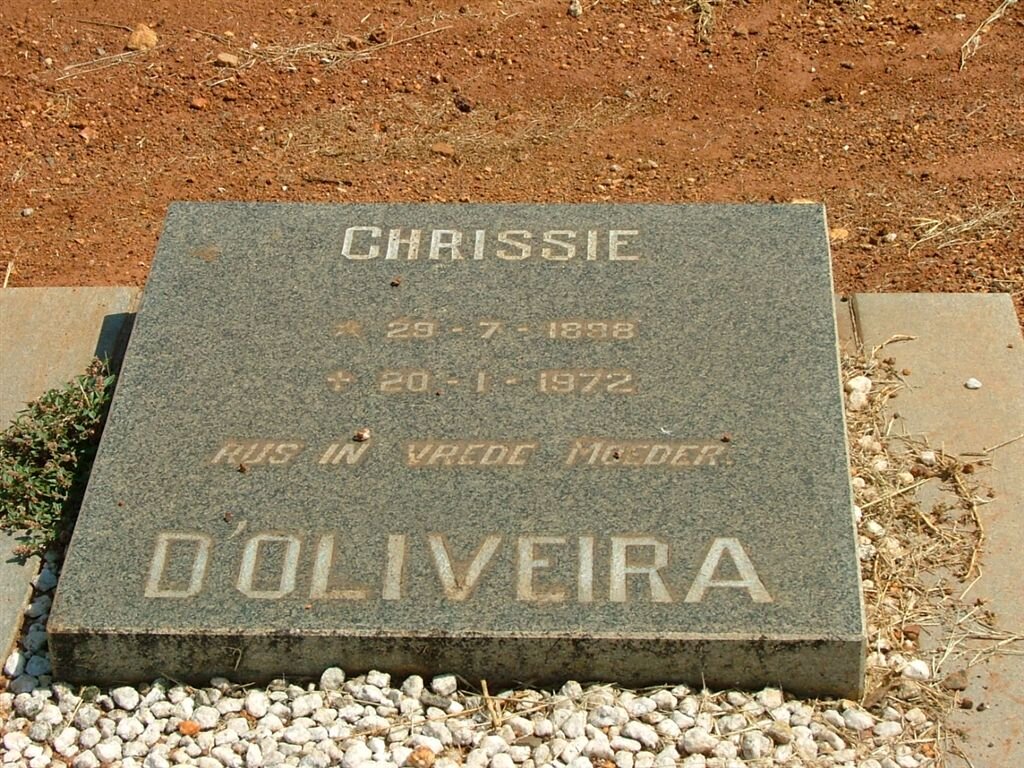 CHRISSIE
* 29 - 7 - 1898
+ 20 - 1 - 1972
RUS IN VREDE MOEDER.
D'OLIVEIRA